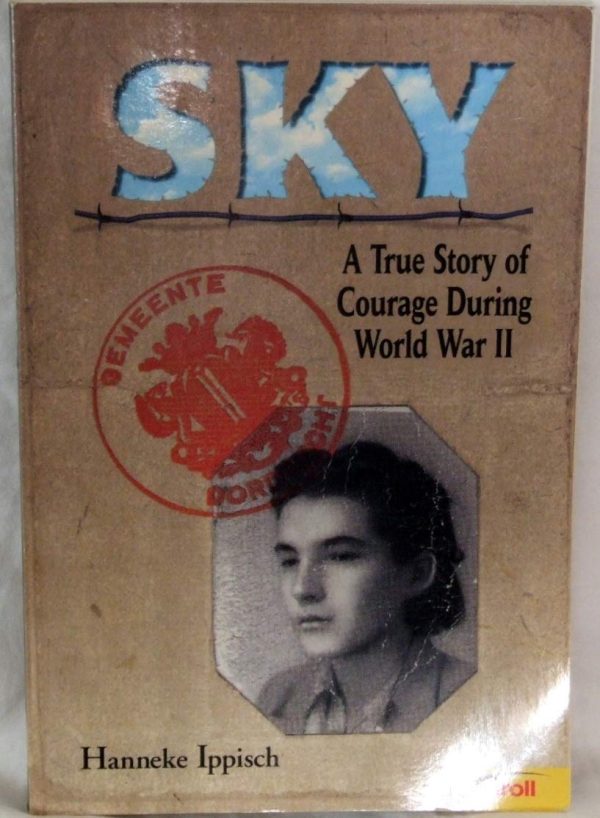 SKY
A True Story of
Courage During
World War II
GEMEENTE
Hanneke Ippisch